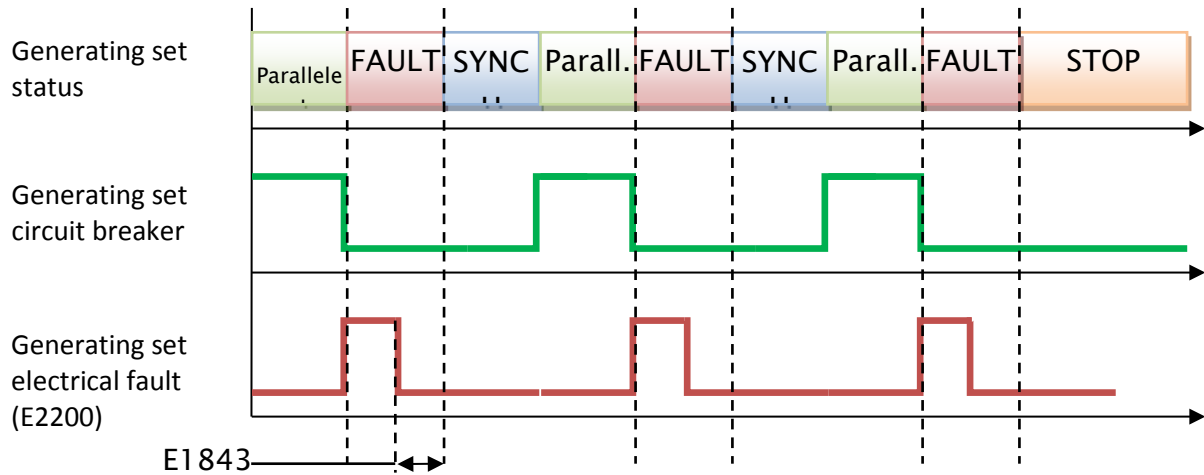 Generating set
status
Parallele
FAULT
SYNC
Parall.
FAULT
SYNC
Parall.
FAULT
STOP
Generating set
circuit breaker
Generating set
electrical fault
(E2200)
E1843